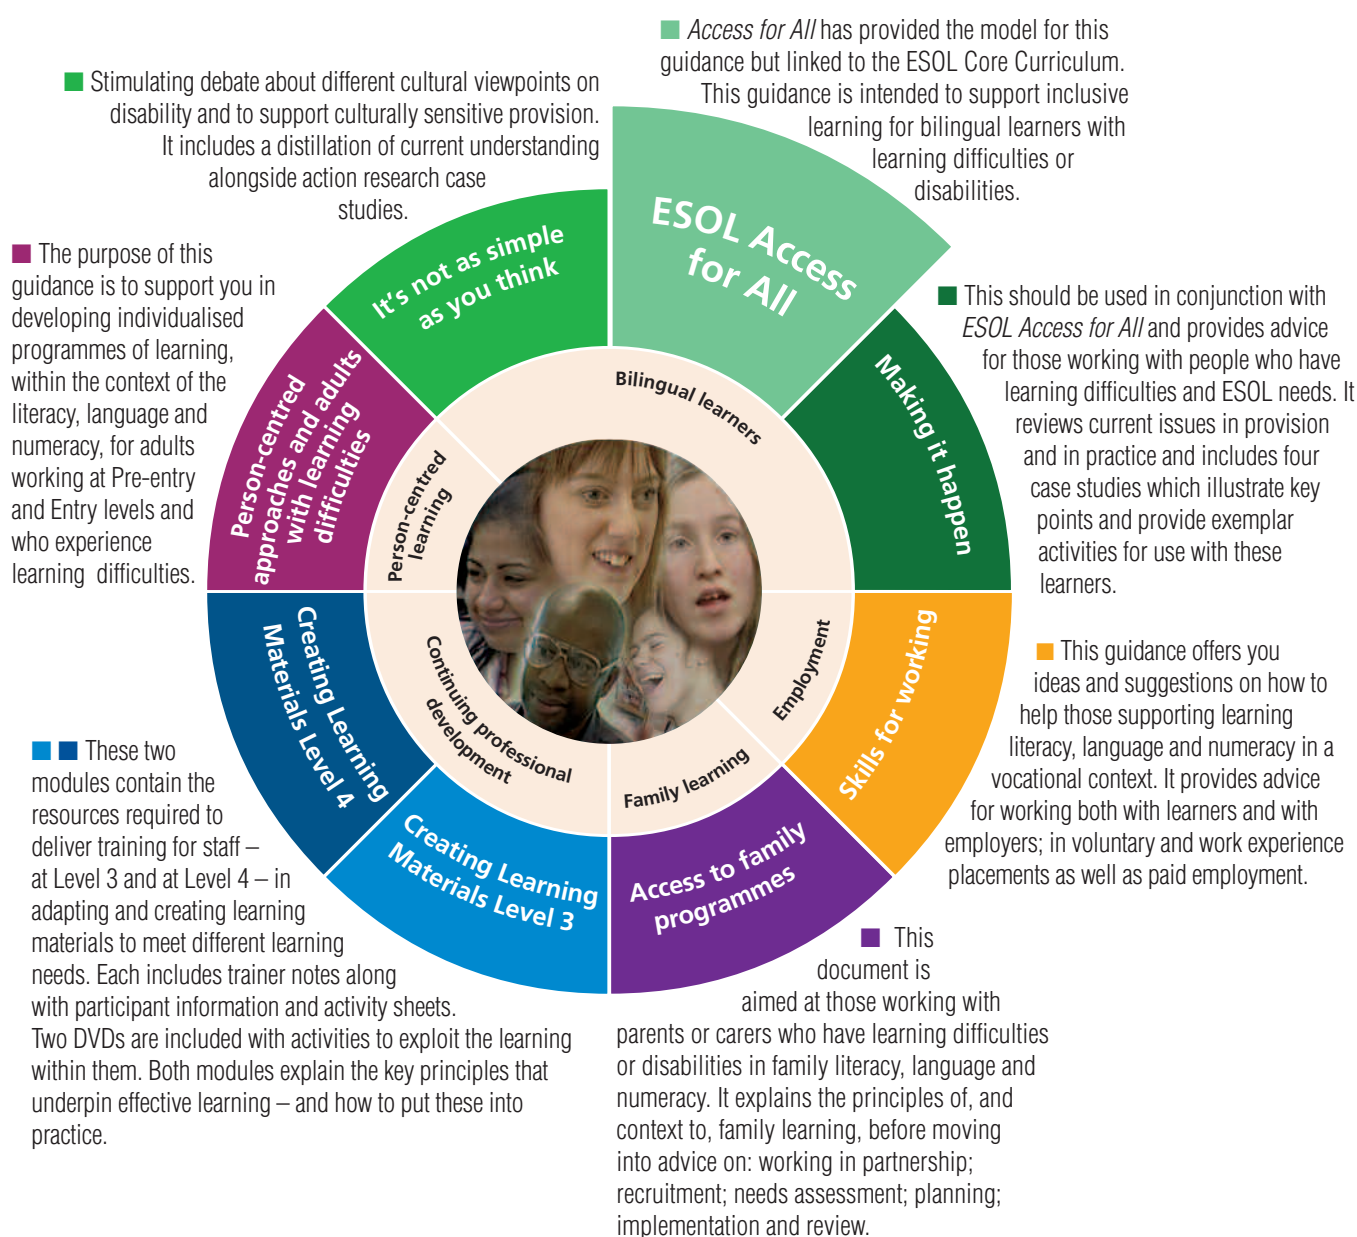 Access for All has provided the model for this
guidance but linked to the ESOL Core Curriculum.
This guidance is intended to support inclusive
learning for bilingual learners with
learning difficulties or
disabilities.
Stimulating debate about different cultural viewpoints on
disability and to support culturally sensitive provision.
It includes a distillation of current understanding
alongside action research case
studies.
The purpose of this
guidance is to support you in
developing individualised
programmes of learning,
within the context of the
literacy, language and
numeracy, for adults
working at Pre-entry
and Entry levels and
who experience
learning difficulties.
ESOL Access
for All
It's not as simple
as you think
Person-centred
approaches and adults
with learning
difficulties
Making it happen
Bilingual learners
Person-centred
learning
This should be used in conjunction with
ESOL Access for All and provides advice
for those working with people who have
learning difficulties and ESOL needs. It
reviews current issues in provision
and in practice and includes four
case studies which illustrate key
points and provide exemplar
activities for use with these
learners.
Creating Learning
Materials Level 4
Continuing professional
development
Employment
Family learning
Skills for working
Creating Learning
Materials Level 3
Access to family
programmes
This guidance offers you
ideas and suggestions on how to
help those supporting learning
literacy, language and numeracy in a
vocational context. It provides advice
for working both with learners and with
employers; in voluntary and work experience
placements as well as paid employment.
These two
modules contain the
resources required to
deliver training for staff –
at Level 3 and at Level 4 – in
adapting and creating learning
materials to meet different learning
needs. Each includes trainer notes along
with participant information and activity sheets.
Two DVDs are included with activities to exploit the learning
within them. Both modules explain the key principles that
underpin effective learning – and how to put these into
practice.
This
document is
aimed at those working with
parents or carers who have learning difficulties
or disabilities in family literacy, language and
numeracy. It explains the principles of, and
context to, family learning, before moving
into advice on: working in partnership;
recruitment; needs assessment; planning;
implementation and review.